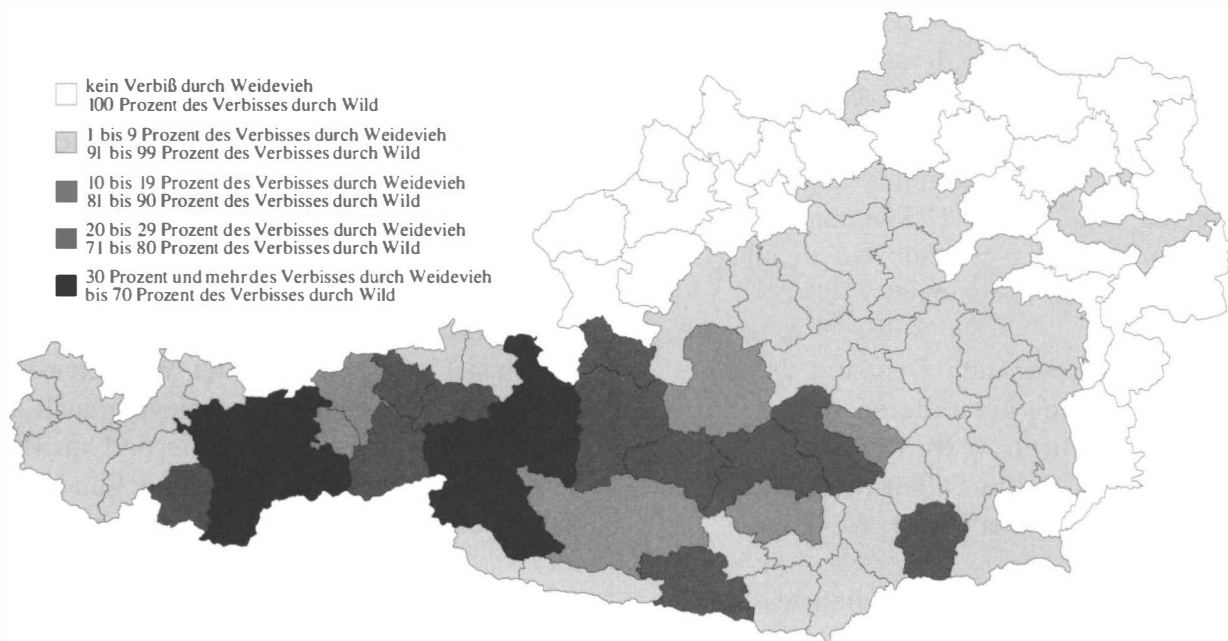 kein Verbiß durch Weidevieh
100 Prozent des Verbisses durch Wild
1 bis 9 Prozent des Verbisses durch Weidevieh
91 bis 99 Prozent des Verbisses durch Wild
10 bis 19 Prozent des Verbisses durch Weidevieh
81 bis 90 Prozent des Verbisses durch Wild
20 bis 29 Prozent des Verbisses durch Weidevieh
71 bis 80 Prozent des Verbisses durch Wild
30 Prozent und mehr des Verbisses durch Weidevieh
bis 70 Prozent des Verbisses durch Wild